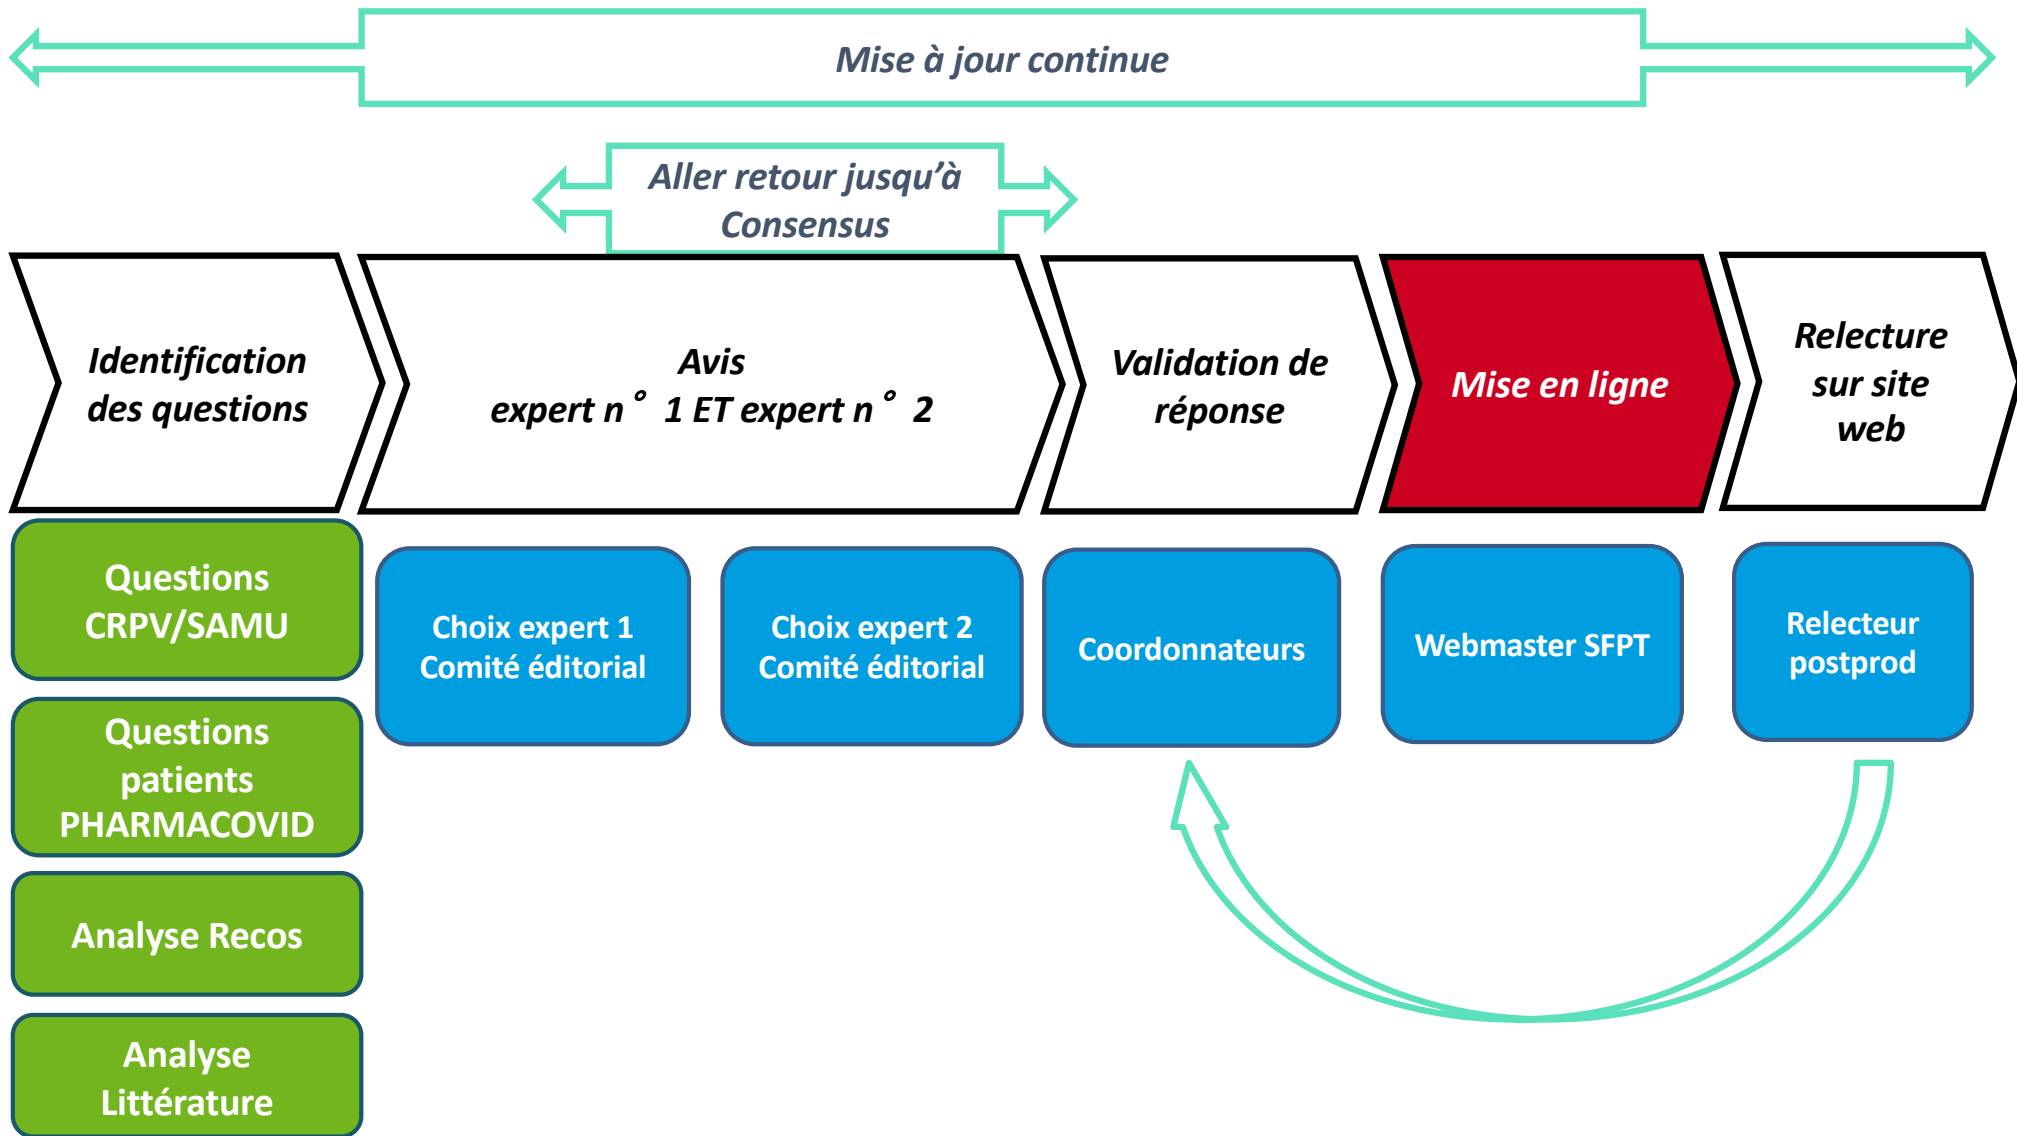 Mise à jour continue
Aller retour jusqu’à
Consensus
Identification
des questions
Avis
expert n° 1 ET expert n° 2
Validation de
réponse
Mise en ligne
Relecture
sur site
web
Questions
CRPV/SAMU
Questions
patients
PHARMACOVID
Analyse Recos
Analyse
Littérature
Choix expert 1
Comité éditorial
Choix expert 2
Comité éditorial
Coordonnateurs
Webmaster SFPT
Relecteur
postprod